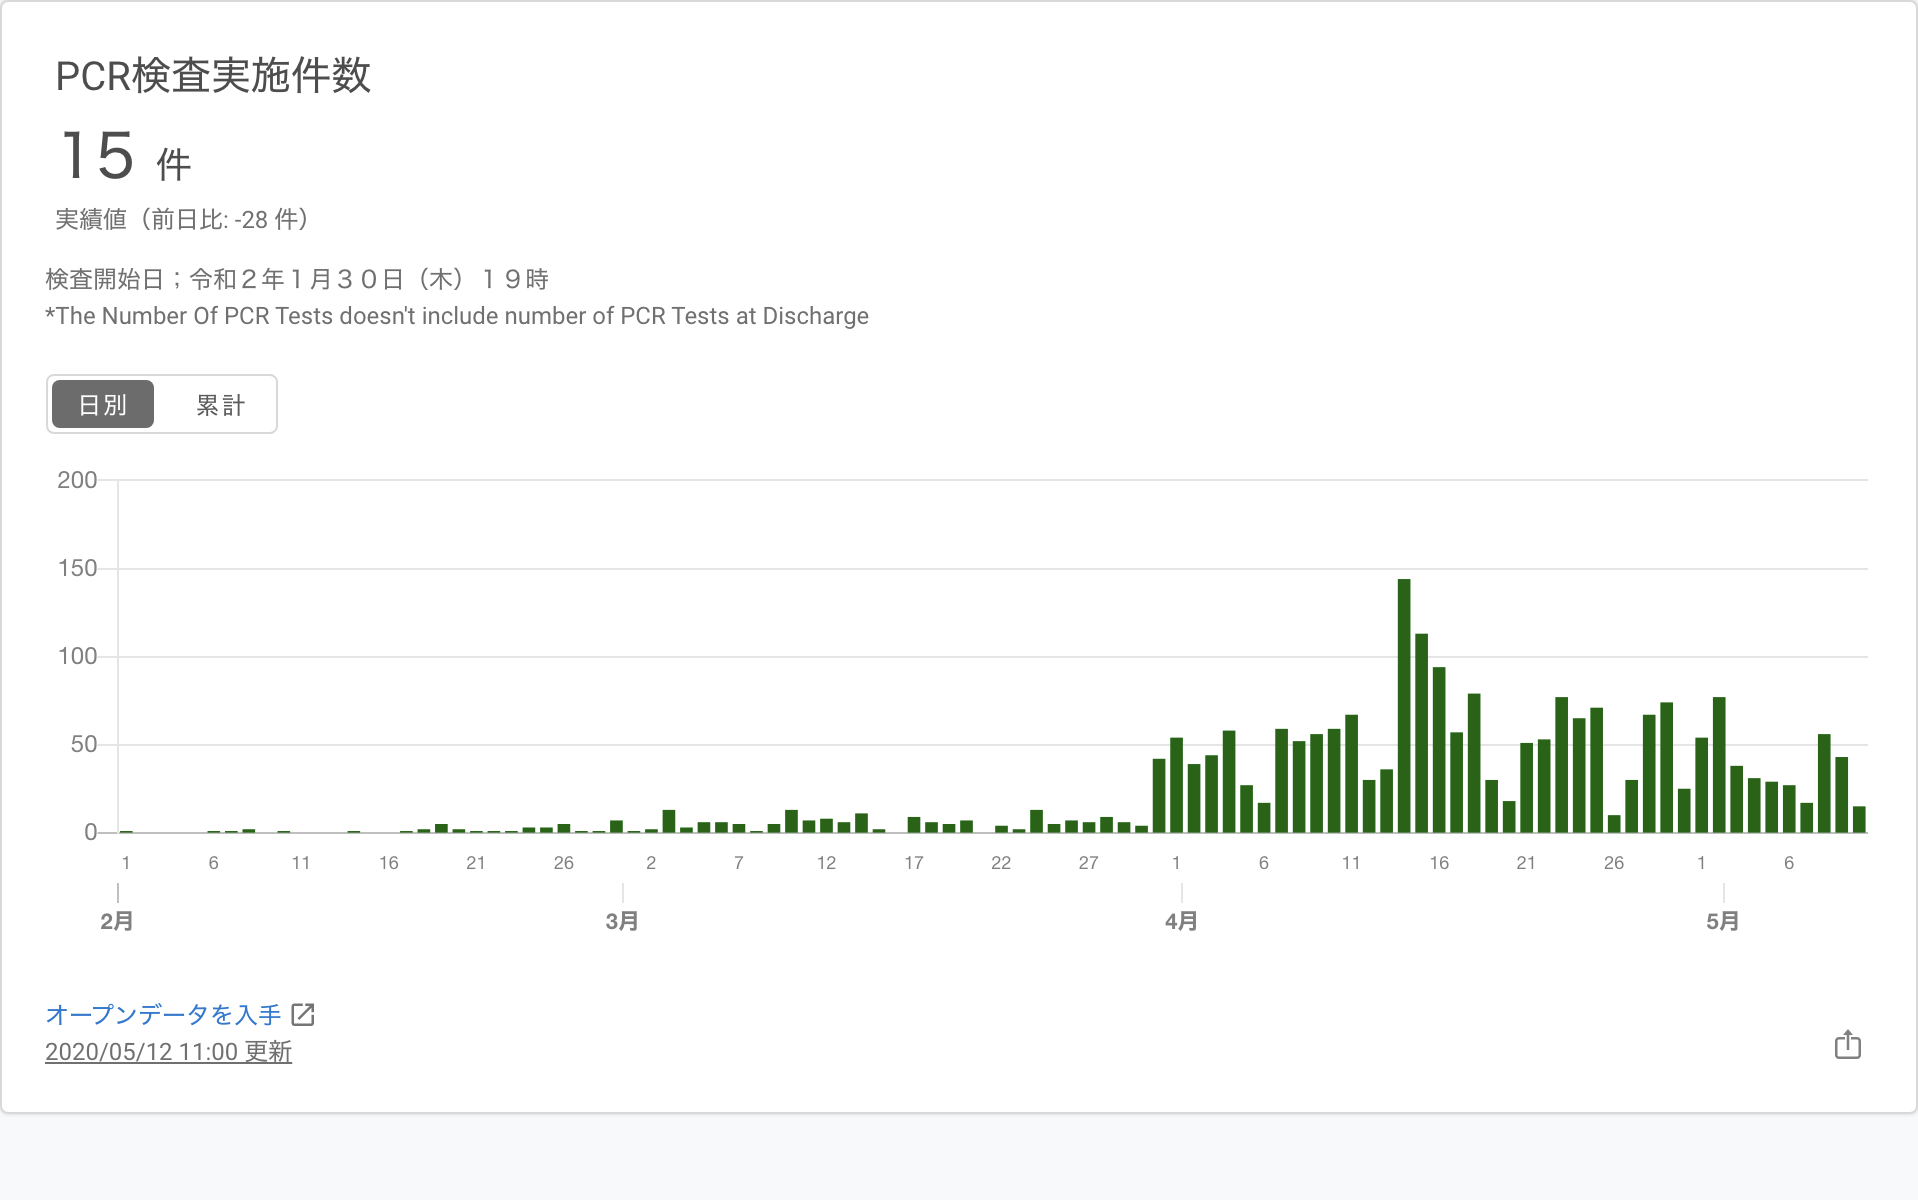 PCR検査実施件数
15 件
実績値（前日比: -28 件）
検査開始日；令和２年１月３０日（木）１９時
*The Number Of PCR Tests doesn't include number of PCR Tests at Discharge
日別 累計
200
150
100
50
0
1 6 11 16 21 26 2 7 12 17 22 27 1 6 11 16 21 26 1 6
2月 3月 4月 5月
オープンデータを入手
2020/05/12 11:00 更新